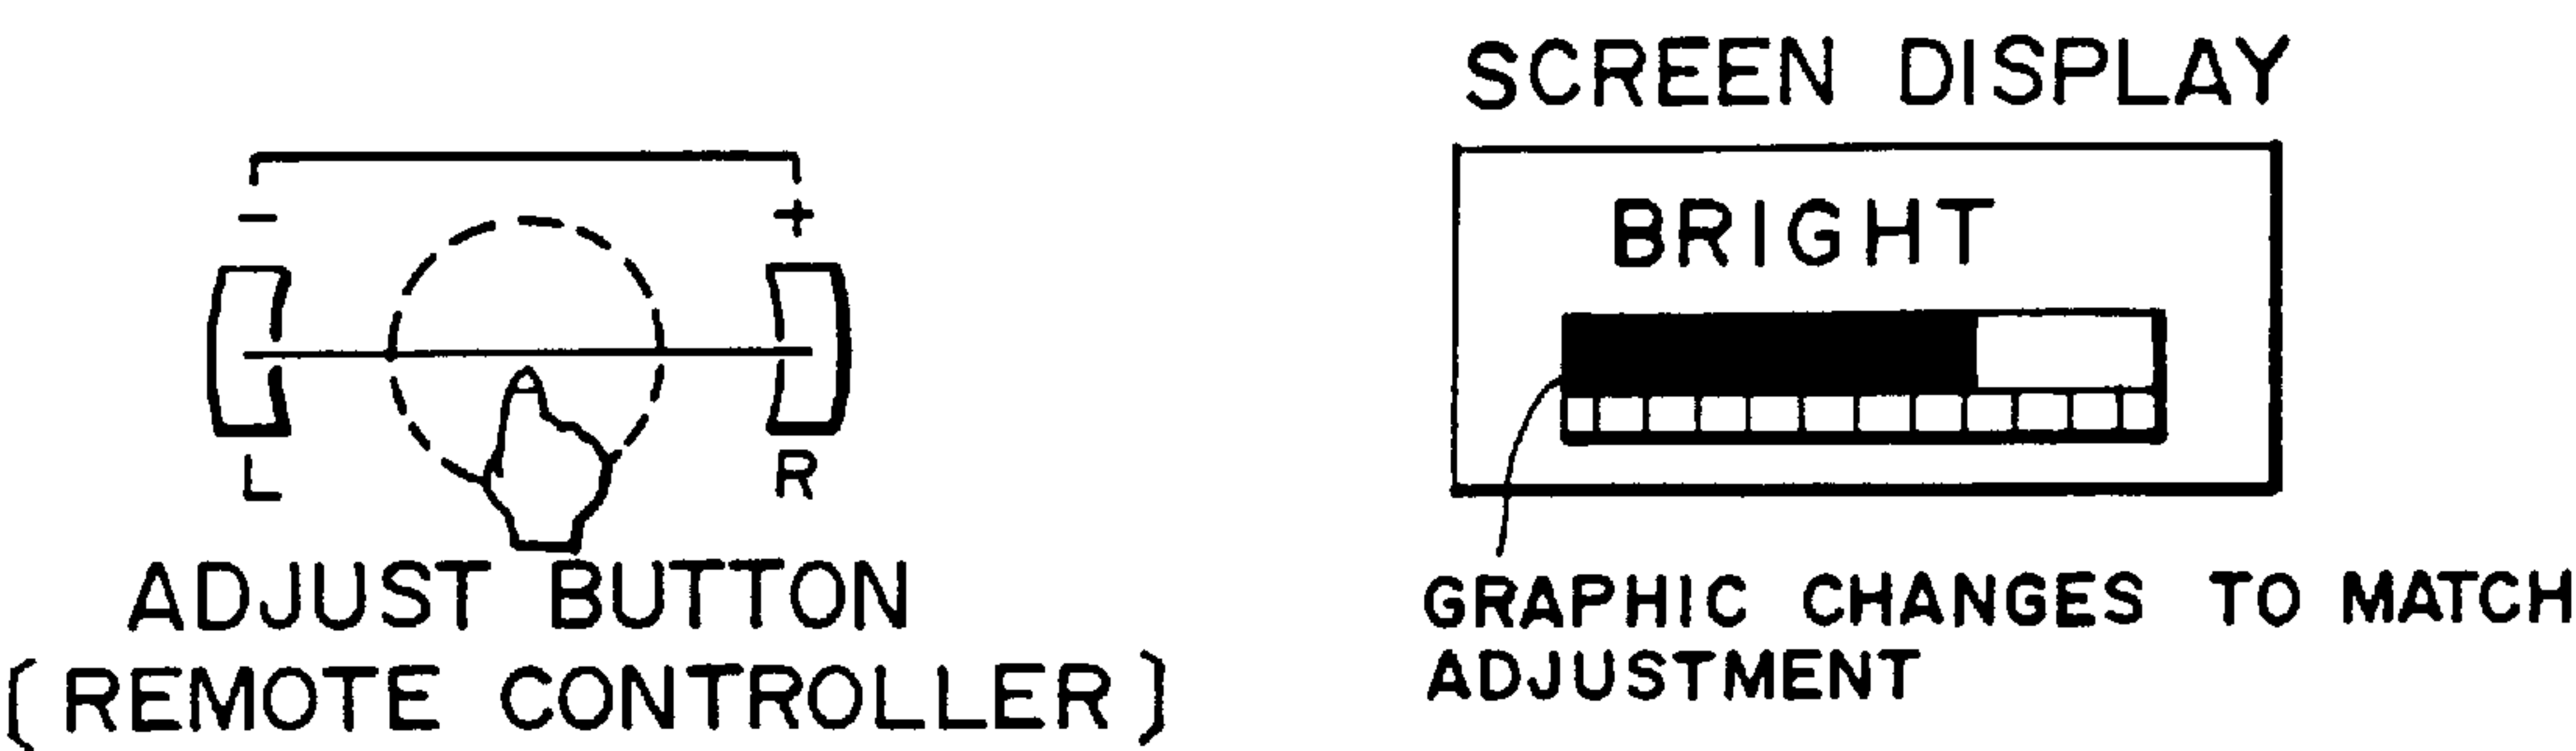 − +
L R
ADJUST BUTTON
[REMOTE CONTROLLER]
SCREEN DISPLAY
BRIGHT
GRAPHIC CHANGES TO MATCH
ADJUSTMENT